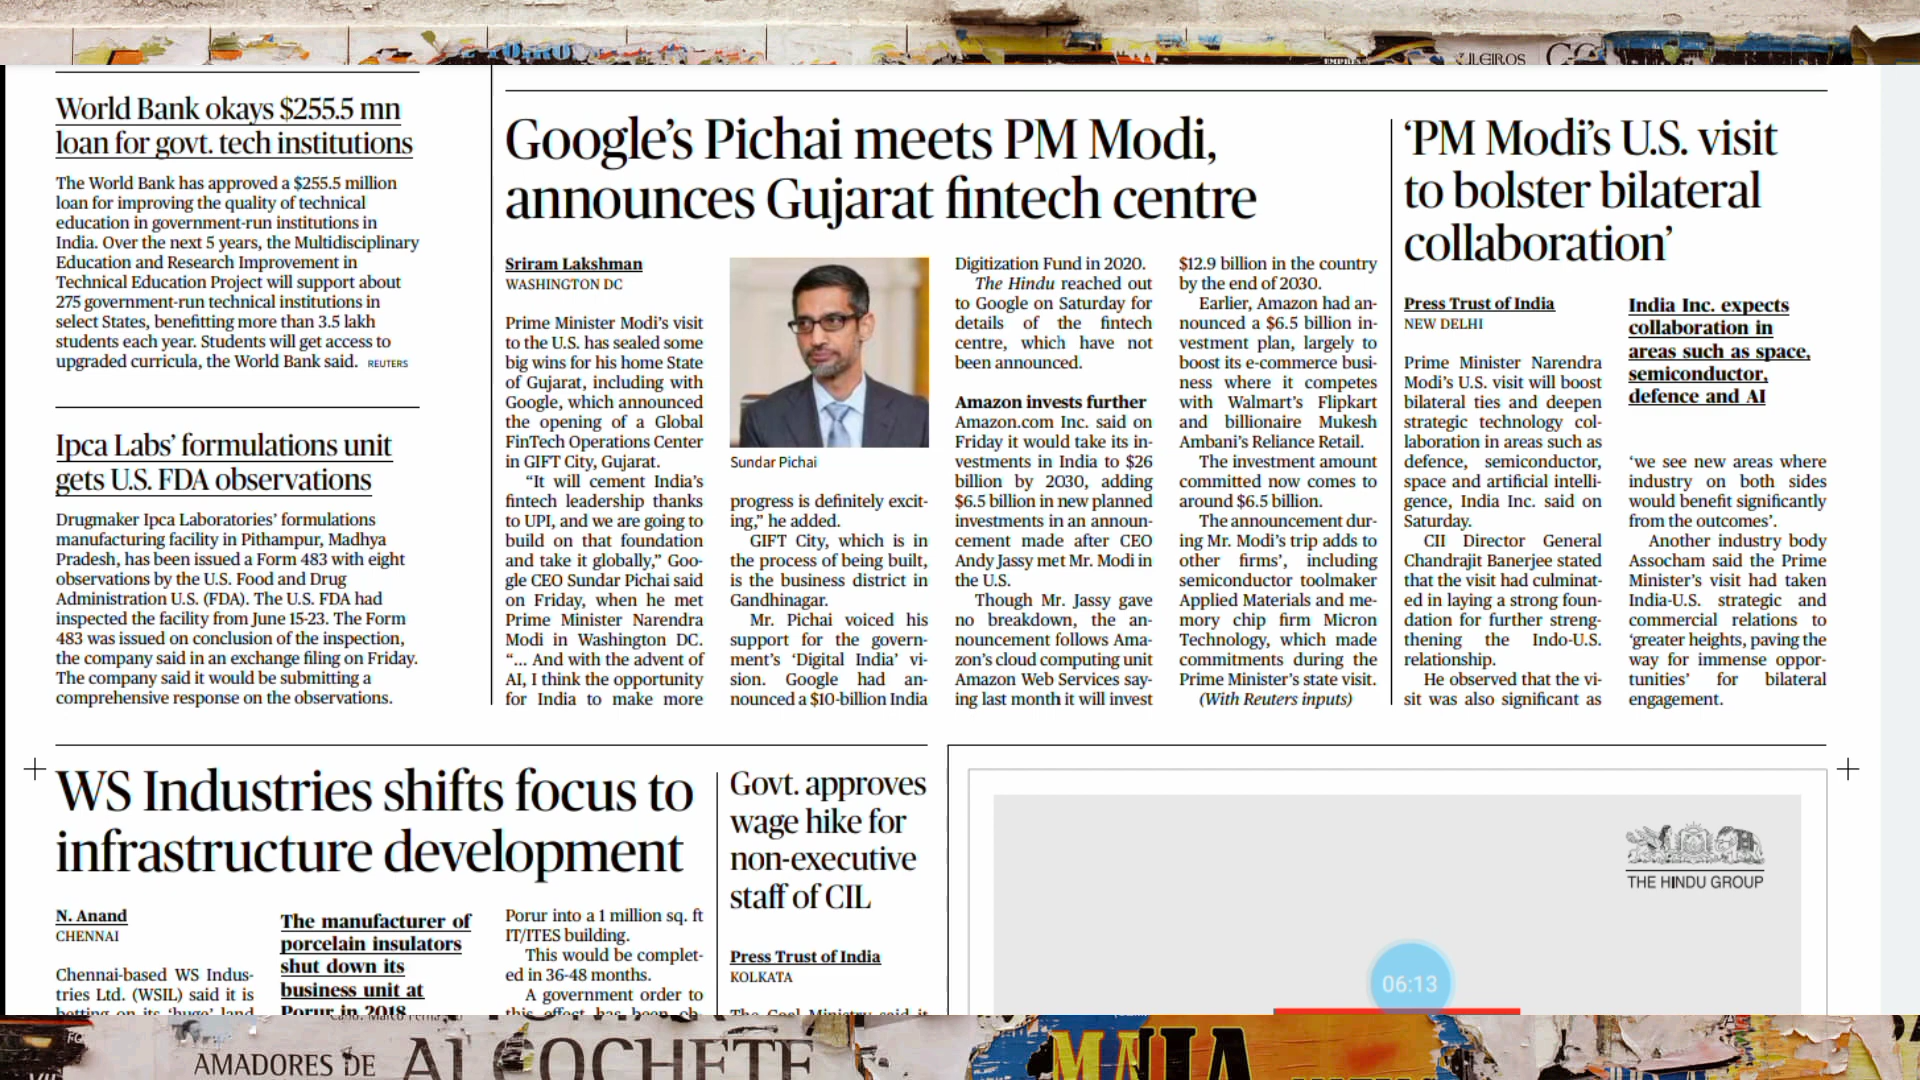 World Bank okays $255.5 mn
loan for govt. tech institutions
The World Bank has approved a $255.5 million
loan for improving the quality of technical
education in government-run institutions in
India. Over the next 5 years, the Multidisciplinary
Education and Research Improvement in
Technical Education Project will support about
275 government-run technical institutions in
select States, benefitting more than 3.5 lakh
students each year. Students will get access to
upgraded curricula, the World Bank said. REUTERS
Ipca Labs’ formulations unit
gets U.S. FDA observations
Drugmaker Ipca Laboratories’ formulations
manufacturing facility in Pithampur, Madhya
Pradesh, has been issued a Form 483 with eight
observations by the U.S. Food and Drug
Administration U.S. (FDA). The U.S. FDA had
inspected the facility from June 15-23. The Form
483 was issued on conclusion of the inspection,
the company said in an exchange filing on Friday.
The company said it would be submitting a
comprehensive response on the observations.
Google’s Pichai meets PM Modi,
announces Gujarat fintech centre
Sriram Lakshman
WASHINGTON DC
Prime Minister Modi’s visit
to the U.S. has sealed some
big wins for his home State
of Gujarat, including with
Google, which announced
the opening of a Global
FinTech Operations Center
in GIFT City, Gujarat.
“It will cement India’s
fintech leadership thanks
to UPI, and we are going to
build on that foundation
and take it globally,” Goo-
gle CEO Sundar Pichai said
on Friday, when he met
Prime Minister Narendra
Modi in Washington DC.
“... And with the advent of
AI, I think the opportunity
for India to make more
Sundar Pichai
progress is definitely excit-
ing,” he added.
GIFT City, which is in
the process of being built,
is the business district in
Gandhinagar.
Mr. Pichai voiced his
support for the govern-
ment’s ‘Digital India’ vi-
sion. Google had an-
nounced a $10-billion India
Digitization Fund in 2020.
The Hindu reached out
to Google on Saturday for
details of the fintech
centre, which have not
been announced.
Amazon invests further
Amazon.com Inc. said on
Friday it would take its in-
vestments in India to $26
billion by 2030, adding
$6.5 billion in new planned
investments in an announ-
cement made after CEO
Andy Jassy met Mr. Modi in
the U.S.
Though Mr. Jassy gave
no breakdown, the an-
nouncement follows Ama-
zon’s cloud computing unit
Amazon Web Services say-
ing last month it will invest
$12.9 billion in the country
by the end of 2030.
Earlier, Amazon had an-
nounced a $6.5 billion in-
vestment plan, largely to
boost its e-commerce busi-
ness where it competes
with Walmart’s Flipkart
and billionaire Mukesh
Ambani’s Reliance Retail.
The investment amount
committed now comes to
around $6.5 billion.
The announcement dur-
ing Mr. Modi’s trip adds to
other firms’, including
semiconductor toolmaker
Applied Materials and me-
mory chip firm Micron
Technology, which made
commitments during the
Prime Minister’s state visit.
(With Reuters inputs)
‘PM Modi’s U.S. visit
to bolster bilateral
collaboration’
Press Trust of India
NEW DELHI
Prime Minister Narendra
Modi’s U.S. visit will boost
bilateral ties and deepen
strategic technology col-
laboration in areas such as
defence, semiconductor,
space and artificial intelli-
gence, India Inc. said on
Saturday.
CII Director General
Chandrajit Banerjee stated
that the visit had culminat-
ed in laying a strong foun-
dation for further streng-
thening the Indo-U.S.
relationship.
He observed that the vi-
sit was also significant as
India Inc. expects
collaboration in
areas such as space,
semiconductor,
defence and AI
‘we see new areas where
industry on both sides
would benefit significantly
from the outcomes’.
Another industry body
Assocham said the Prime
Minister’s visit had taken
India-U.S. strategic and
commercial relations to
‘greater heights, paving the
way for immense oppor-
tunities’ for bilateral
engagement.
WS Industries shifts focus to
infrastructure development
N. Anand
CHENNAI
Chennai-based WS Indus-
tries Ltd. (WSIL) said it is
betting on its ‘huge’ land
The manufacturer of
porcelain insulators
shut down its
business unit at
Porur in 2018
Porur into a 1 million sq. ft
IT/ITES building.
This would be complet-
ed in 36-48 months.
A government order to
this effect has been ob-
Govt. approves
wage hike for
non-executive
staff of CIL
Press Trust of India
KOLKATA
The Coal Ministry said it
THE HINDU GROUP
06:13
AMADORES DE
ALCOCHETE